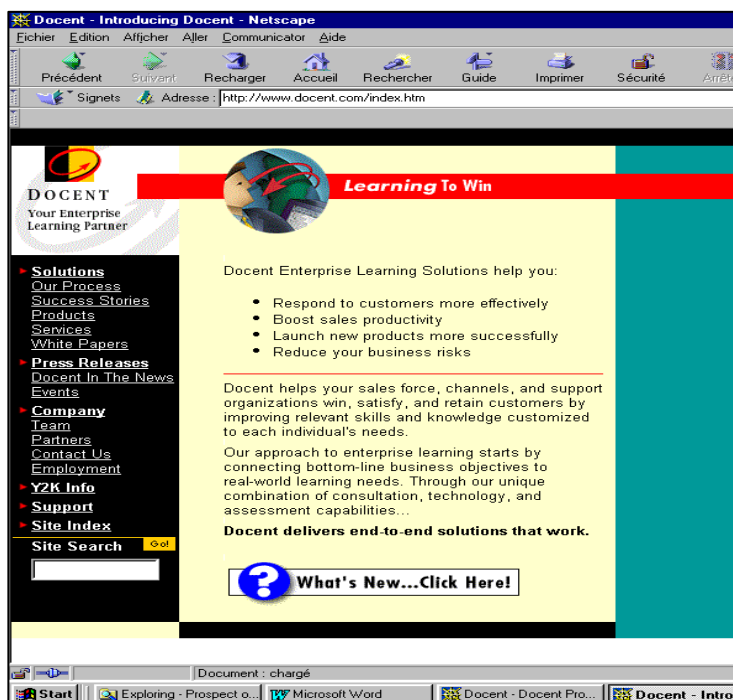 Docent - Introducing Docent - Netscape
Fichier Edition Afficher Aller Communicator Aide
Précédent Suivant Recharger Accueil Rechercher Guide Imprimer Sécurité Arrête
Signets Adresse : http://www.docent.com/index.htm
DOCENT
Your Enterprise
Learning Partner
Learning To Win
Solutions
Our Process
Success Stories
Products
Services
White Papers
Press Releases
Docent In The News
Events
Company
Team
Partners
Contact Us
Employment
Y2K Info
Support
Site Index
Site Search Go!
Docent Enterprise Learning Solutions help you:
• Respond to customers more effectively
• Boost sales productivity
• Launch new products more successfully
• Reduce your business risks
Docent helps your sales force, channels, and support
organizations win, satisfy, and retain customers by
improving relevant skills and knowledge customized
to each individual's needs.
Our approach to enterprise learning starts by
connecting bottom-line business objectives to
real-world learning needs. Through our unique
combination of consultation, technology, and
assessment capabilities...
Docent delivers end-to-end solutions that work.
? What's New...Click Here!
Document : chargé
Start Exploring - Prospect o... Microsoft Word Docent - Docent Pro... Docent - Intro